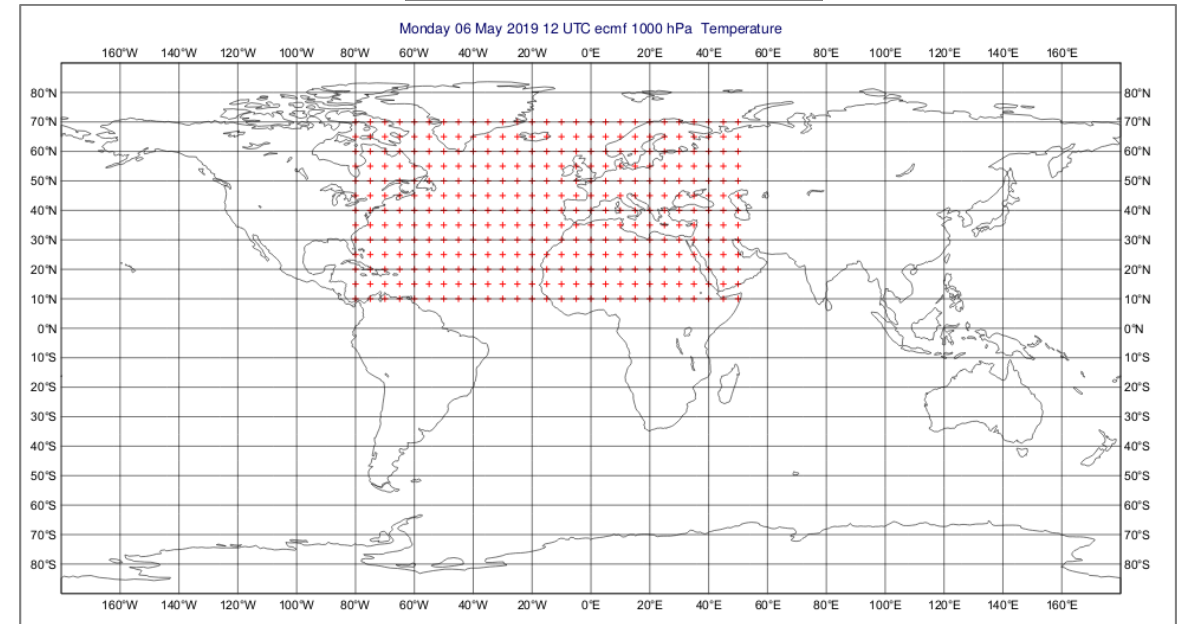 Monday 06 May 2019 12 UTC ecmf 1000 hPa Temperature
160°W 140°W 120°W 100°W 80°W 60°W 40°W 20°W 0°E 20°E 40°E 60°E 80°E 100°E 120°E 140°E 160°E
80°N 80°N
70°N 70°N
60°N 60°N
50°N 50°N
40°N 40°N
30°N 30°N
20°N 20°N
10°N 10°N
0°N 0°N
10°S 10°S
20°S 20°S
30°S 30°S
40°S 40°S
50°S 50°S
60°S 60°S
70°S 70°S
80°S 80°S
160°W 140°W 120°W 100°W 80°W 60°W 40°W 20°W 0°E 20°E 40°E 60°E 80°E 100°E 120°E 140°E 160°E